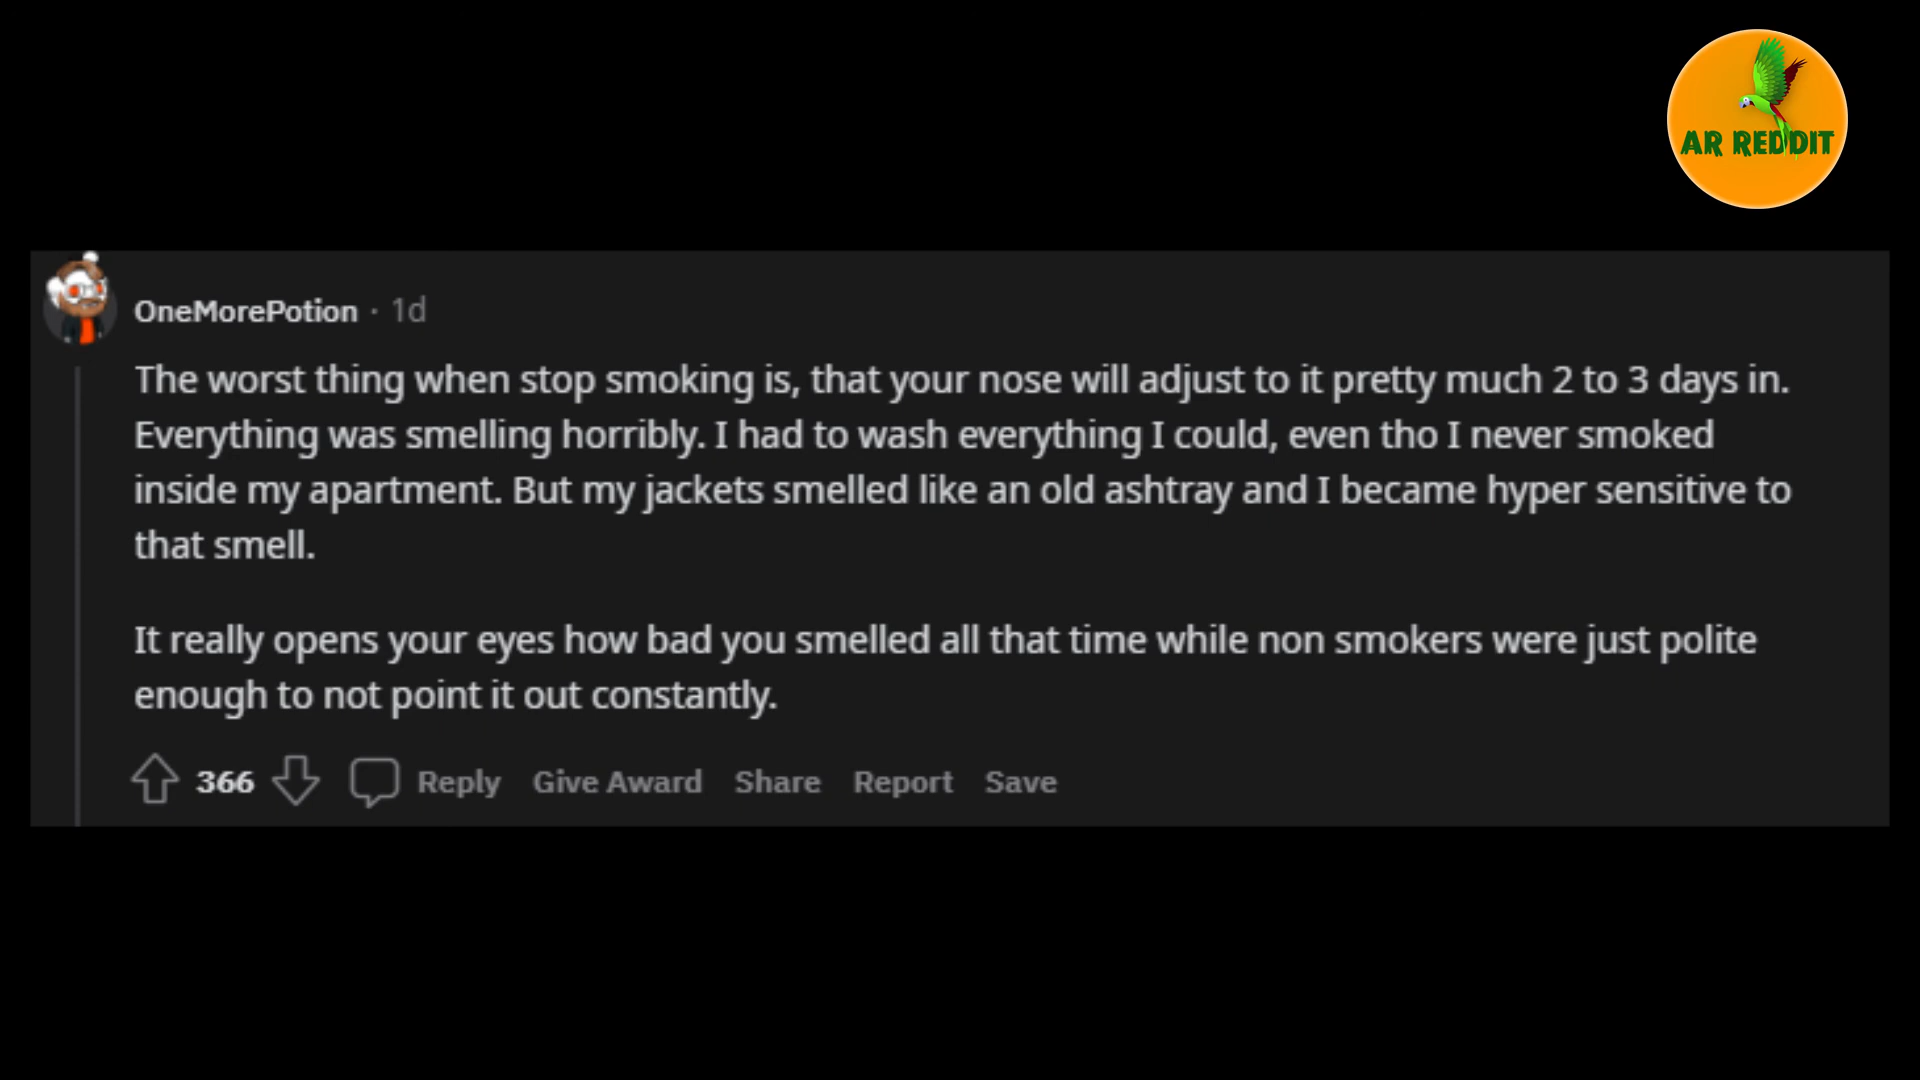 AR REDDIT
OneMorePotion · 1d
The worst thing when stop smoking is, that your nose will adjust to it pretty much 2 to 3 days in.
Everything was smelling horribly. I had to wash everything I could, even tho I never smoked
inside my apartment. But my jackets smelled like an old ashtray and I became hyper sensitive to
that smell.
It really opens your eyes how bad you smelled all that time while non smokers were just polite
enough to not point it out constantly.
366 Reply Give Award Share Report Save